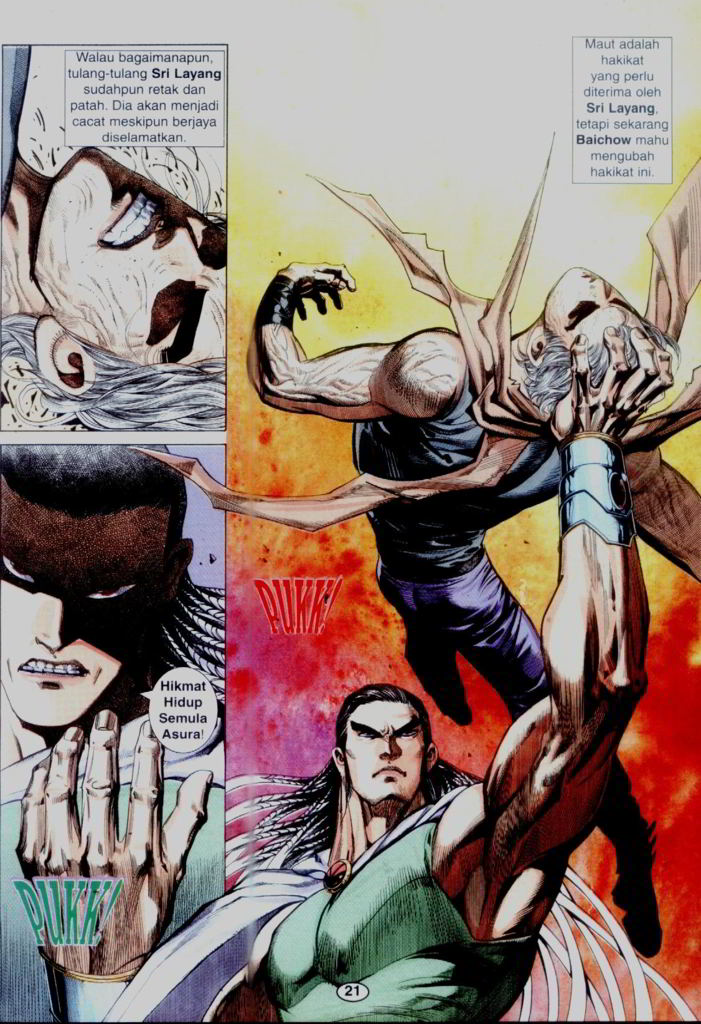 Walau bagaimanapun,
tulang-tulang Sri Layang
sudahpun retak dan
patah. Dia akan menjadi
cacat meskipun berjaya
diselamatkan.
Maut adalah
hakikat
yang perlu
diterima oleh
Sri Layang,
tetapi sekarang
Baichow mahu
mengubah
hakikat ini.
PUKK!
Hikmat
Hidup
Semula
Asura!
PUKK!
21